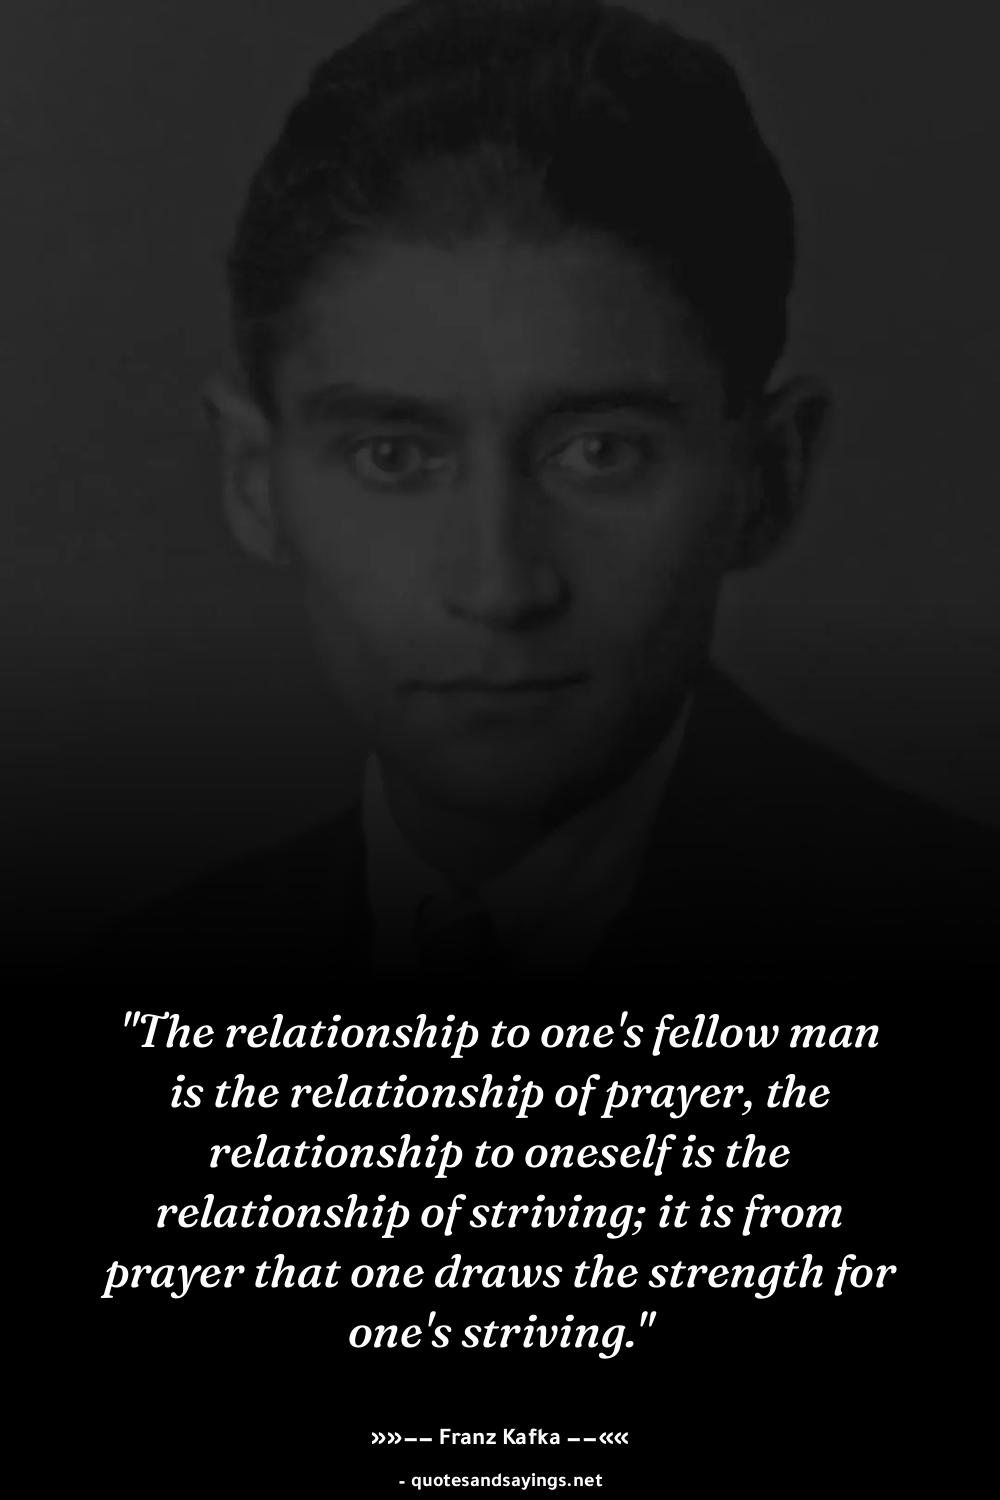 "The relationship to one's fellow man
is the relationship of prayer, the
relationship to oneself is the
relationship of striving; it is from
prayer that one draws the strength for
one's striving."
»»–– Franz Kafka ––««
- quotesandsayings.net